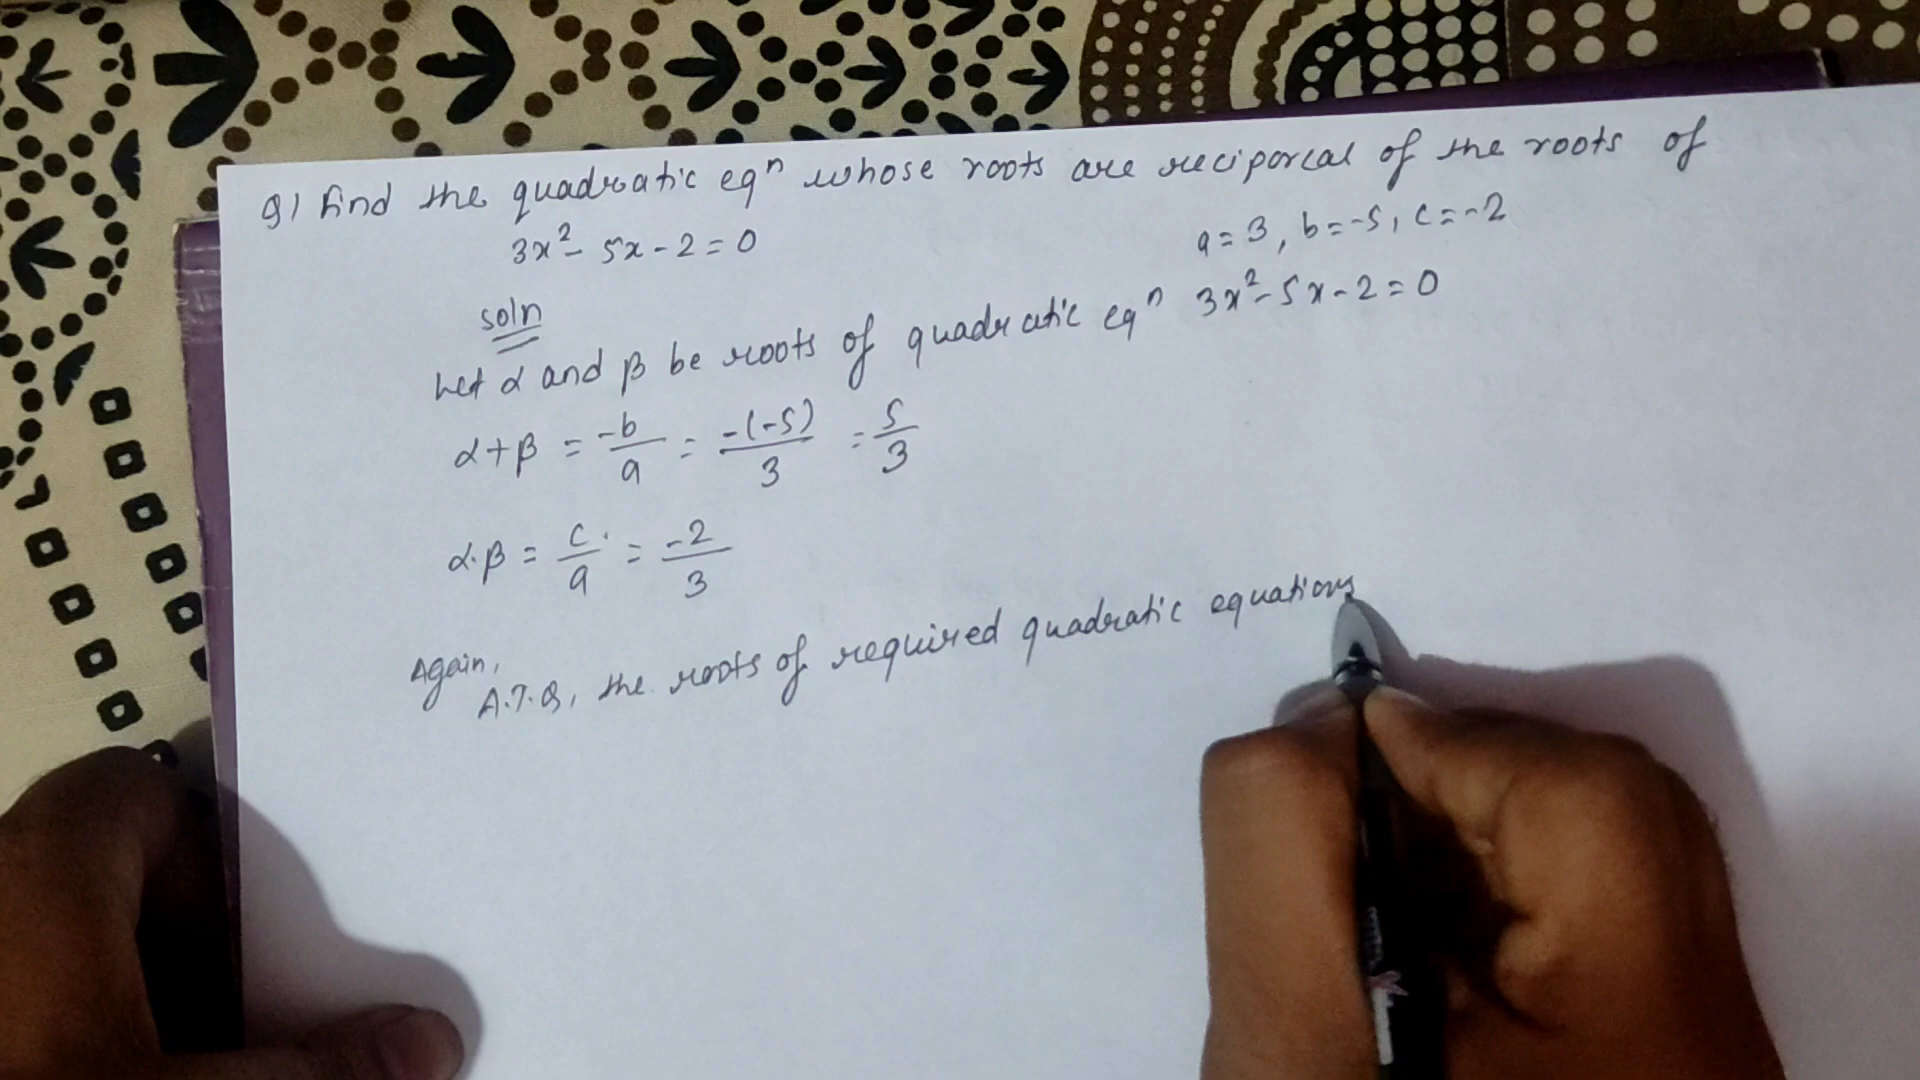 Q) Find the quadratic eqⁿ whose roots are reciporcal of the roots of
3x² - 5x - 2 = 0
a = 3, b = -5, c = -2
soln
Let α and β be roots of quadratic eqⁿ 3x² - 5x - 2 = 0
α + β = -b/a = -(-5)/3 = 5/3
α.β = c/a = -2/3
Again,
A.T.Q, the roots of required quadratic equations